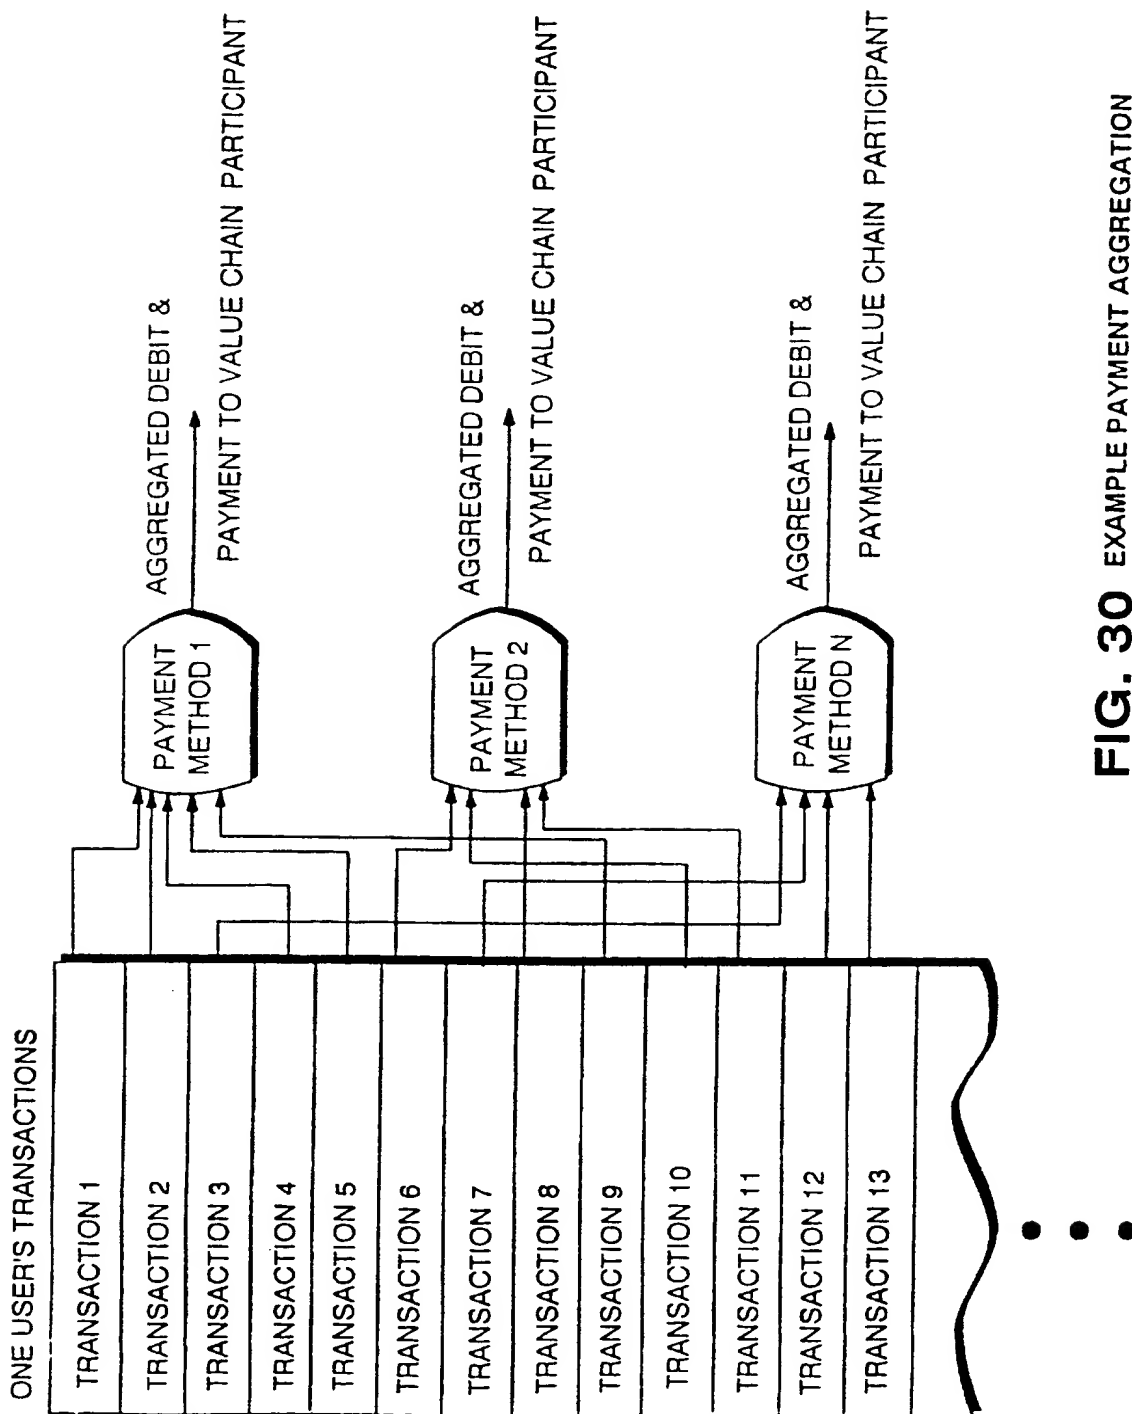 ONE USER'S TRANSACTIONS
TRANSACTION 1
TRANSACTION 2
TRANSACTION 3
TRANSACTION 4
TRANSACTION 5
TRANSACTION 6
TRANSACTION 7
TRANSACTION 8
TRANSACTION 9
TRANSACTION 10
TRANSACTION 11
TRANSACTION 12
TRANSACTION 13
PAYMENT
METHOD 1
AGGREGATED DEBIT &
PAYMENT TO VALUE CHAIN PARTICIPANT
PAYMENT
METHOD 2
AGGREGATED DEBIT &
PAYMENT TO VALUE CHAIN PARTICIPANT
PAYMENT
METHOD N
AGGREGATED DEBIT &
PAYMENT TO VALUE CHAIN PARTICIPANT
FIG. 30 EXAMPLE PAYMENT AGGREGATION